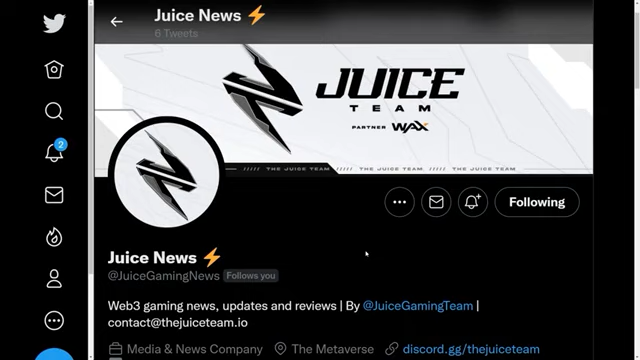 Juice News ⚡
6 Tweets
JUICE
TEAM
PARTNER WAX
///// THE JUICE TEAM ///// THE JUICE TEAM ///// THE JUICE TEAM
2
Following
Juice News ⚡
@JuiceGamingNews Follows you
Web3 gaming news, updates and reviews | By @JuiceGamingTeam |
contact@thejuiceteam.io
Media & News Company The Metaverse discord.gg/thejuiceteam